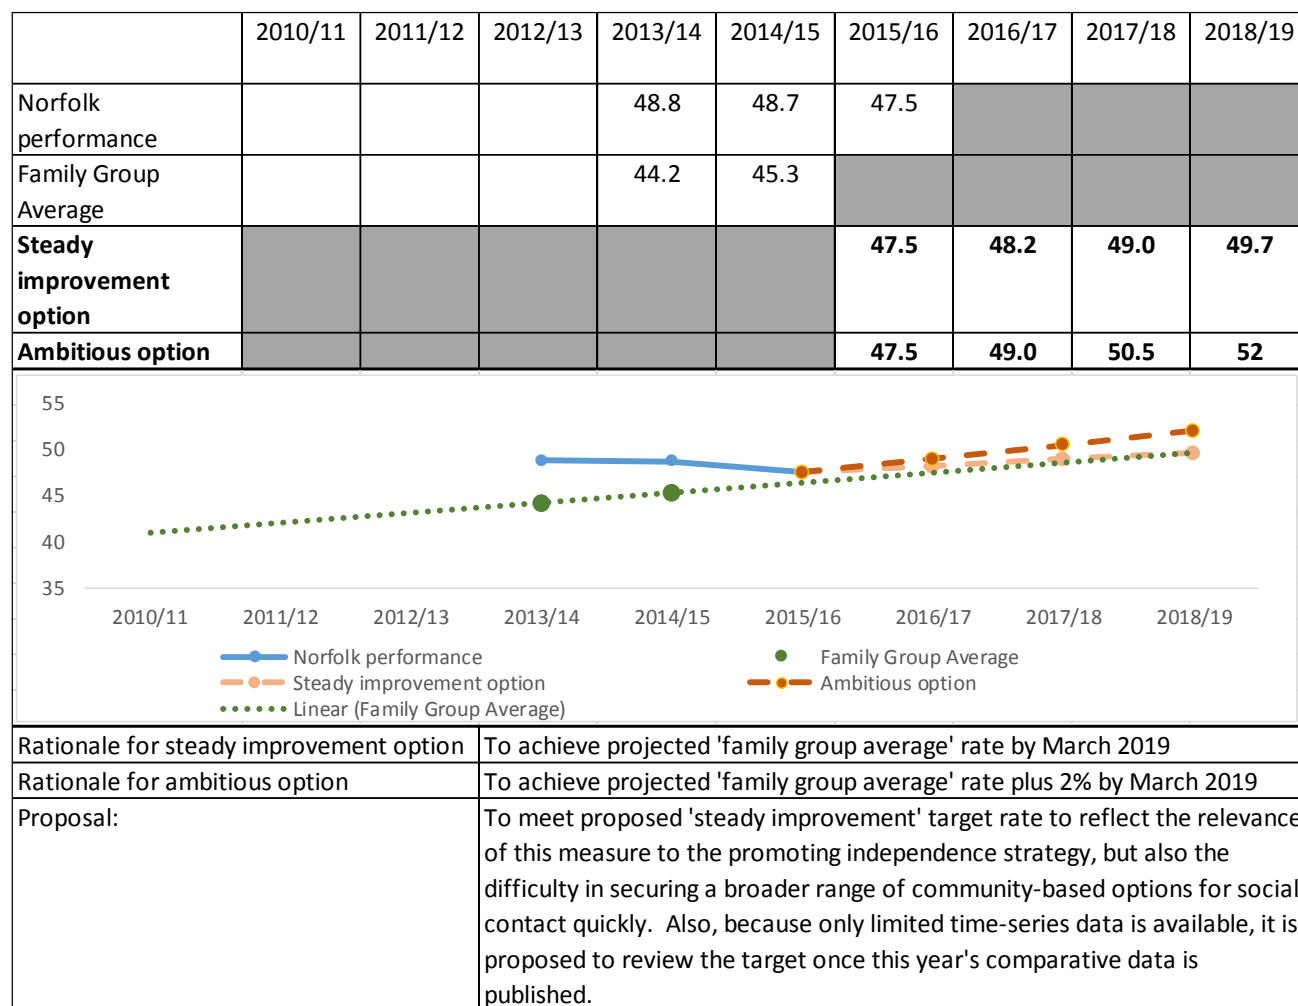 2010/11 2011/12 2012/13 2013/14 2014/15 2015/16 2016/17 2017/18 2018/19
Norfolk performance 48.8 48.7 47.5
Family Group Average 44.2 45.3
Steady improvement option 47.5 48.2 49.0 49.7
Ambitious option 47.5 49.0 50.5 52
55
50
45
40
35
2010/11 2011/12 2012/13 2013/14 2014/15 2015/16 2016/17 2017/18 2018/19
Norfolk performance Family Group Average
Steady improvement option Ambitious option
Linear (Family Group Average)
Rationale for steady improvement option To achieve projected 'family group average' rate by March 2019
Rationale for ambitious option To achieve projected 'family group average' rate plus 2% by March 2019
Proposal: To meet proposed 'steady improvement' target rate to reflect the relevance
of this measure to the promoting independence strategy, but also the
difficulty in securing a broader range of community-based options for social
contact quickly. Also, because only limited time-series data is available, it is
proposed to review the target once this year's comparative data is
published.